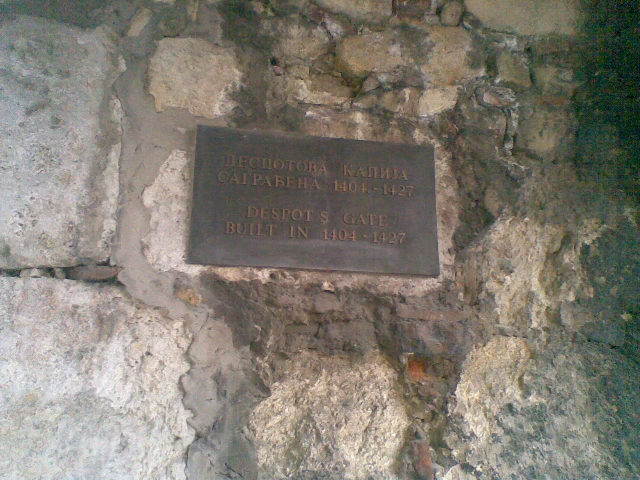 ДЕСПОТОВА КАПИЈА
САГРАЂЕНА 1404.-1427
DESPOT'S GATE
BUILT IN 1404-1427